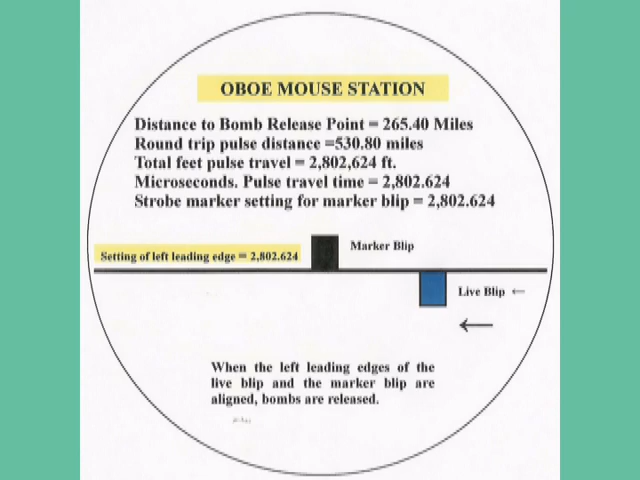 OBOE MOUSE STATION
Distance to Bomb Release Point = 265.40 Miles
Round trip pulse distance =530.80 miles
Total feet pulse travel = 2,802,624 ft.
Microseconds. Pulse travel time = 2,802.624
Strobe marker setting for marker blip = 2,802.624
Marker Blip
Setting of left leading edge = 2,802.624
Live Blip ←
When the left leading edges of the
live blip and the marker blip are
aligned, bombs are released.